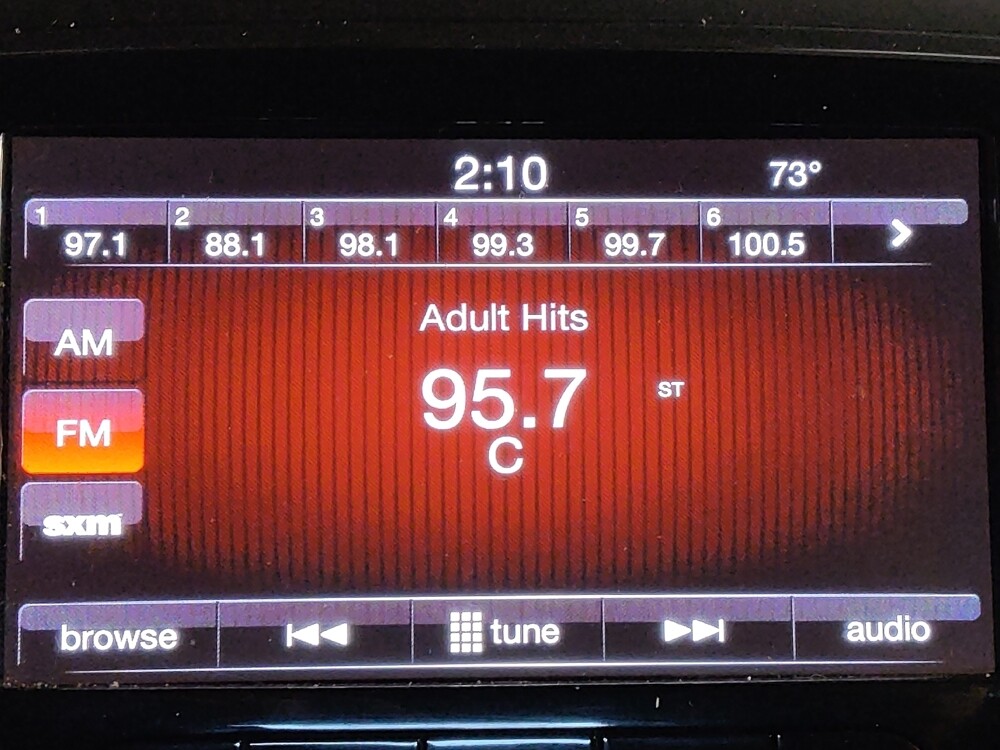 2:10 73°
1 2 3 4 5 6
97.1 88.1 98.1 99.3 99.7 100.5
AM
FM
sxm
Adult Hits
95.7 ST
C
browse tune audio